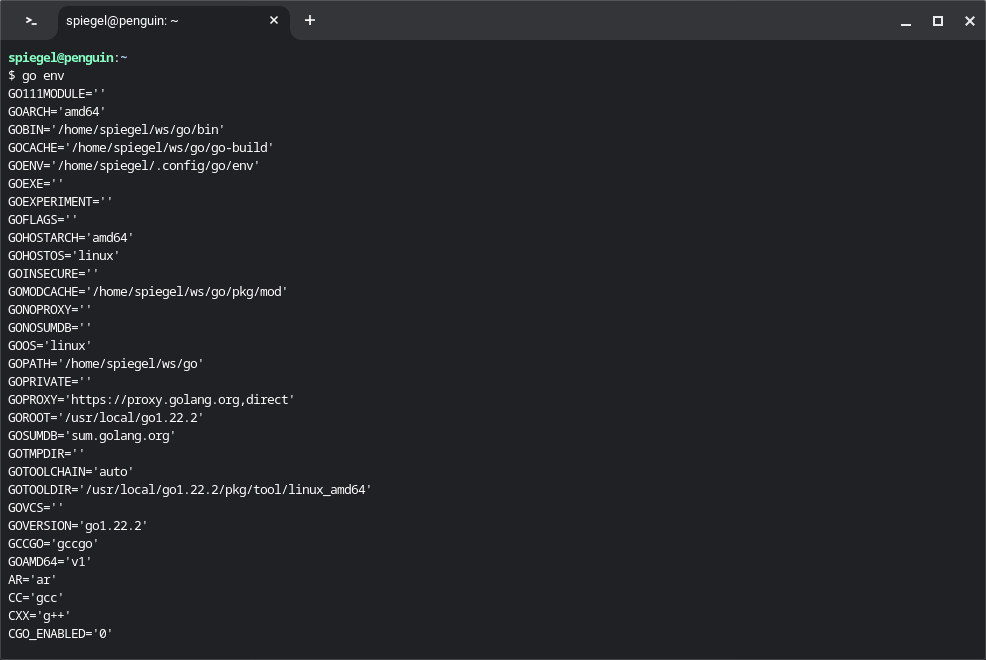 spiegel@penguin: ~
spiegel@penguin:~
$ go env
GO111MODULE=''
GOARCH='amd64'
GOBIN='/home/spiegel/ws/go/bin'
GOCACHE='/home/spiegel/ws/go/go-build'
GOENV='/home/spiegel/.config/go/env'
GOEXE=''
GOEXPERIMENT=''
GOFLAGS=''
GOHOSTARCH='amd64'
GOHOSTOS='linux'
GOINSECURE=''
GOMODCACHE='/home/spiegel/ws/go/pkg/mod'
GONOPROXY=''
GONOSUMDB=''
GOOS='linux'
GOPATH='/home/spiegel/ws/go'
GOPRIVATE=''
GOPROXY='https://proxy.golang.org,direct'
GOROOT='/usr/local/go1.22.2'
GOSUMDB='sum.golang.org'
GOTMPDIR=''
GOTOOLCHAIN='auto'
GOTOOLDIR='/usr/local/go1.22.2/pkg/tool/linux_amd64'
GOVCS=''
GOVERSION='go1.22.2'
GCCGO='gccgo'
GOAMD64='v1'
AR='ar'
CC='gcc'
CXX='g++'
CGO_ENABLED='0'